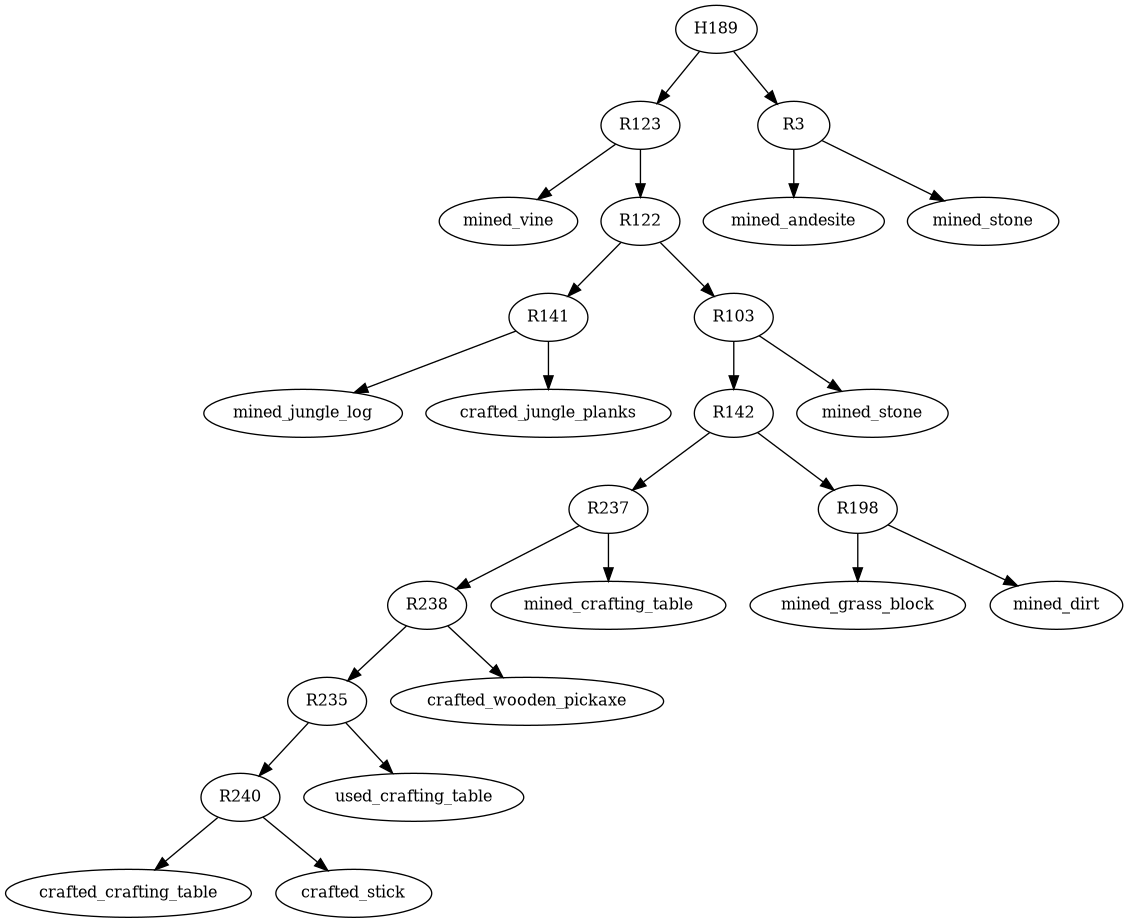 H189
R123
R3
mined_vine
R122
mined_andesite
mined_stone
R141
R103
mined_jungle_log
crafted_jungle_planks
R142
mined_stone
R237
R198
R238
mined_crafting_table
mined_grass_block
mined_dirt
R235
crafted_wooden_pickaxe
R240
used_crafting_table
crafted_crafting_table
crafted_stick